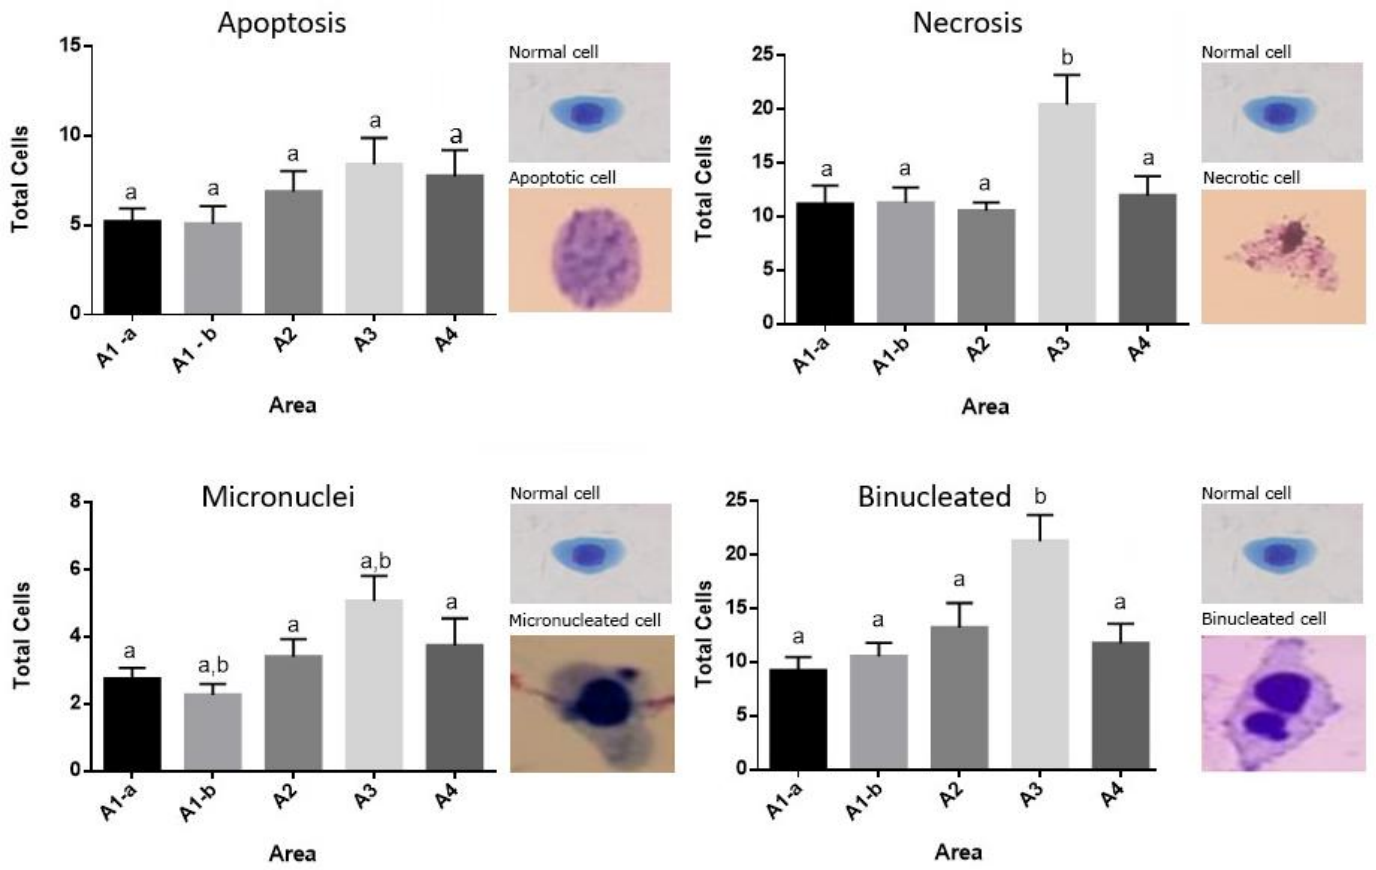 Apoptosis
15
10
5
0
Total Cells
a
a
a
a
a
A1 -a
A1 - b
A2
A3
A4
Area
Normal cell
Apoptotic cell
Necrosis
25
20
15
10
5
0
Total Cells
a
a
a
b
a
A1-a
A1-b
A2
A3
A4
Area
Normal cell
Necrotic cell
Micronuclei
8
6
4
2
0
Total Cells
a
a,b
a
a,b
a
A1-a
A1-b
A2
A3
A4
Area
Normal cell
Micronucleated cell
Binucleated
25
20
15
10
5
0
Total Cells
a
a
a
b
a
A1-a
A1-b
A2
A3
A4
Area
Normal cell
Binucleated cell